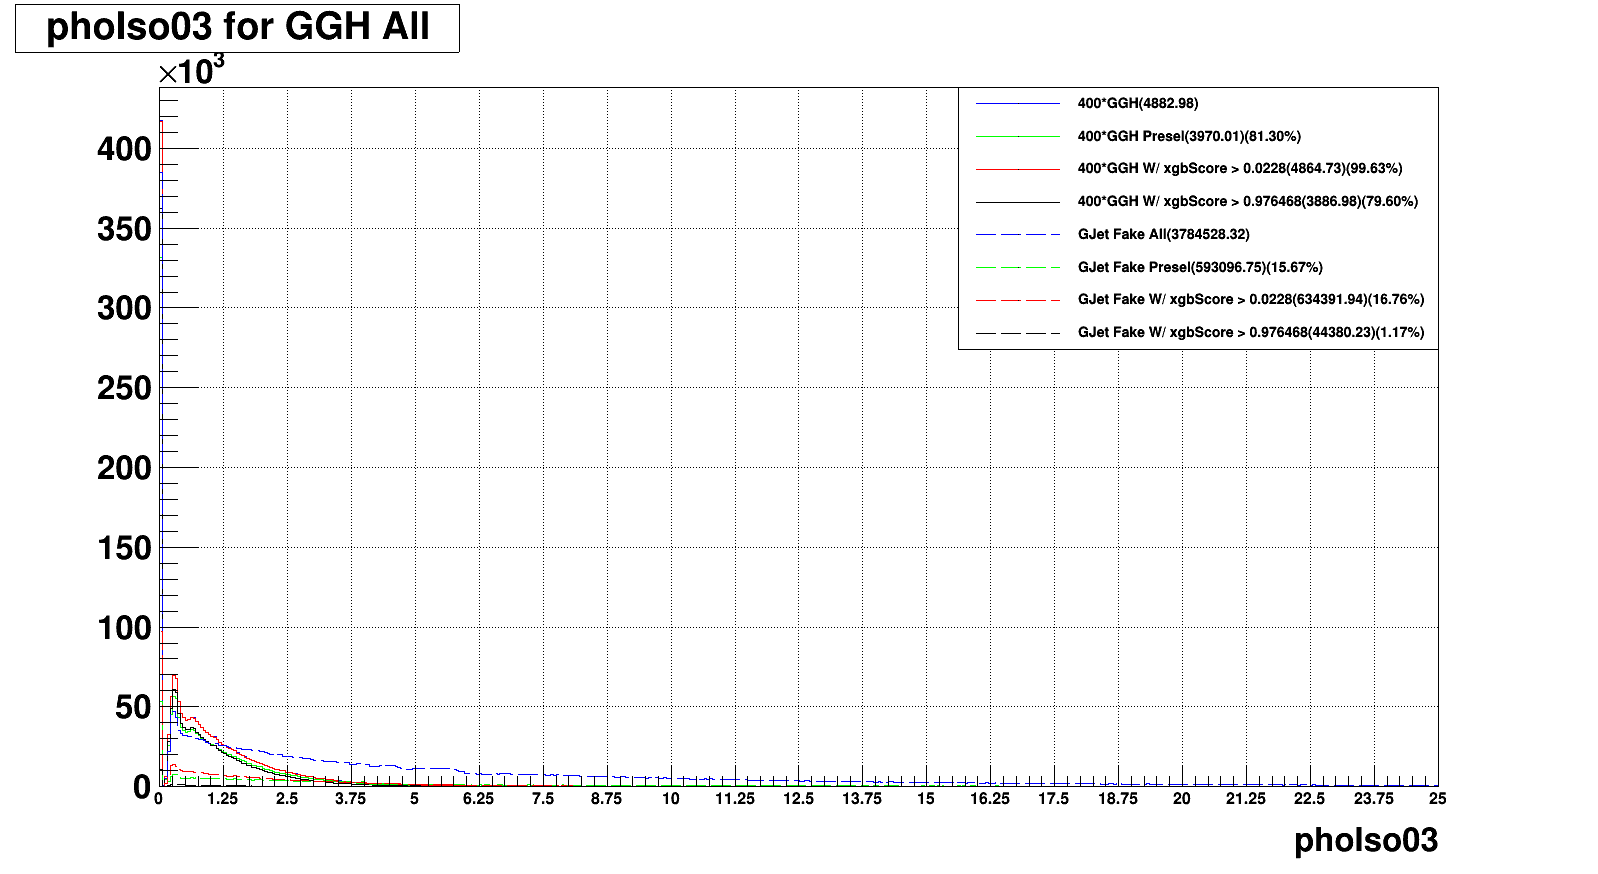 phoIso03 for GGH All
×10³
400*GGH(4882.98)
400*GGH Presel(3970.01)(81.30%)
400*GGH W/ xgbScore > 0.0228(4864.73)(99.63%)
400*GGH W/ xgbScore > 0.976468(3886.98)(79.60%)
GJet Fake All(3784528.32)
GJet Fake Presel(593096.75)(15.67%)
GJet Fake W/ xgbScore > 0.0228(634391.94)(16.76%)
GJet Fake W/ xgbScore > 0.976468(44380.23)(1.17%)
400
350
300
250
200
150
100
50
0
0 1.25 2.5 3.75 5 6.25 7.5 8.75 10 11.25 12.5 13.75 15 16.25 17.5 18.75 20 21.25 22.5 23.75 25
phoIso03